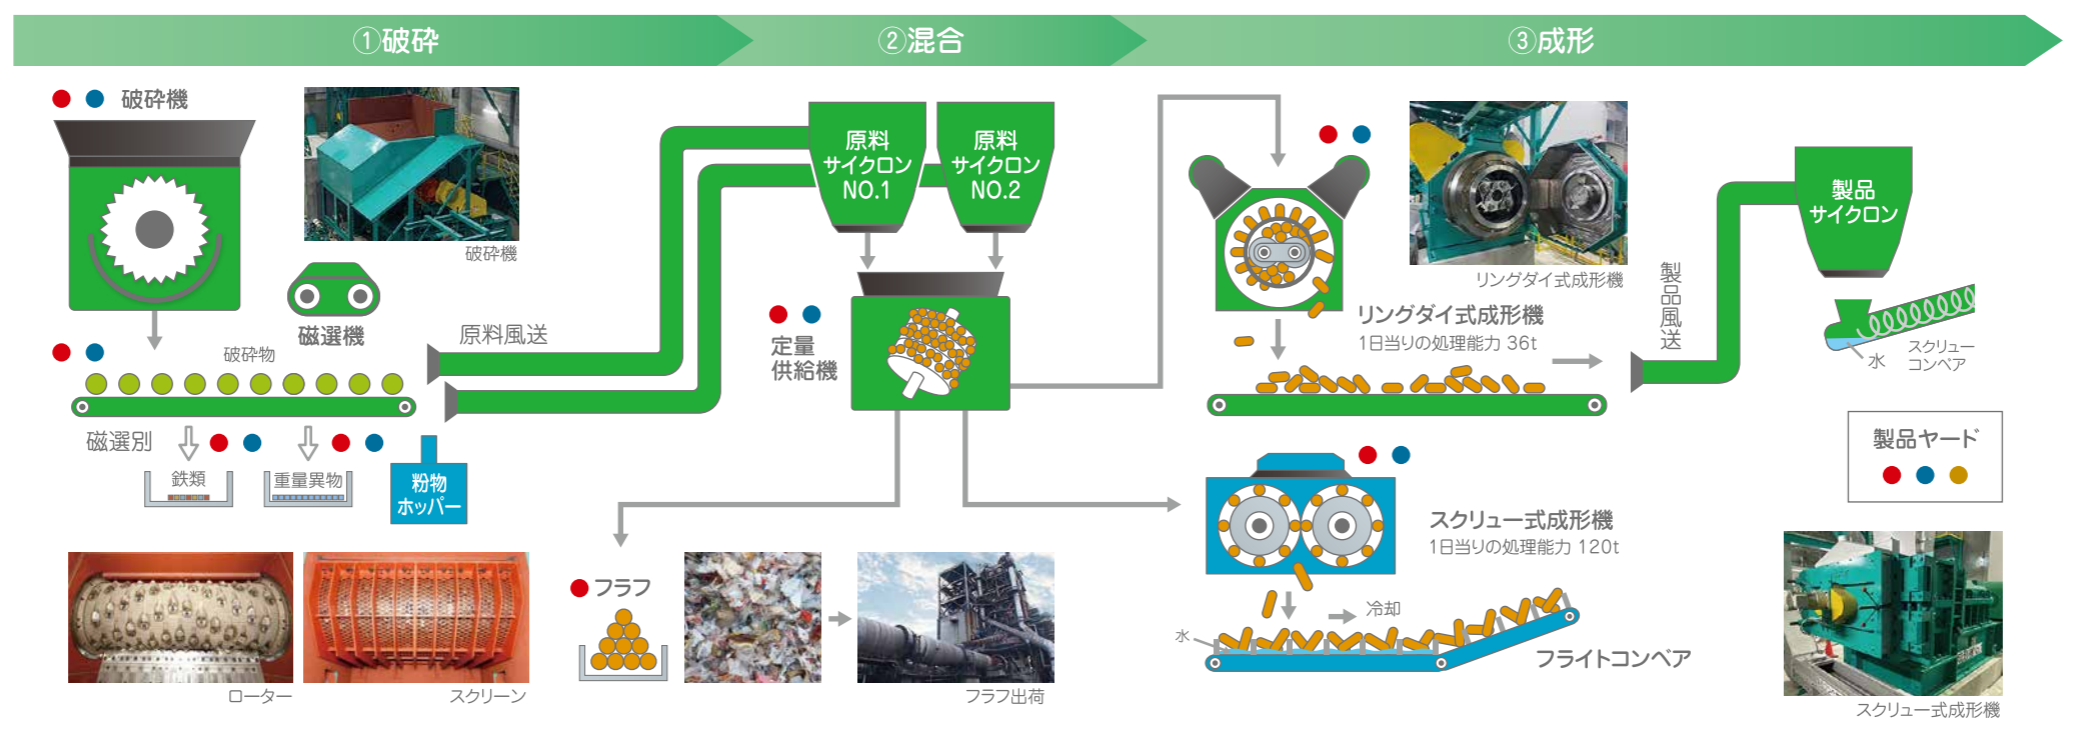 ①破砕
②混合
③成形
破砕機
破砕機
磁選機
破砕物
磁選別
鉄類
重量異物
粉物
ホッパー
ローター
スクリーン
原料風送
原料
サイクロン
NO.1
原料
サイクロン
NO.2
定量
供給機
フラフ
フラフ出荷
リングダイ式成形機
リングダイ式成形機
1日当りの処理能力 36t
スクリュー式成形機
1日当りの処理能力 120t
冷却
水
フライトコンベア
製品風送
製品
サイクロン
水
スクリュー
コンベア
製品ヤード
スクリュー式成形機